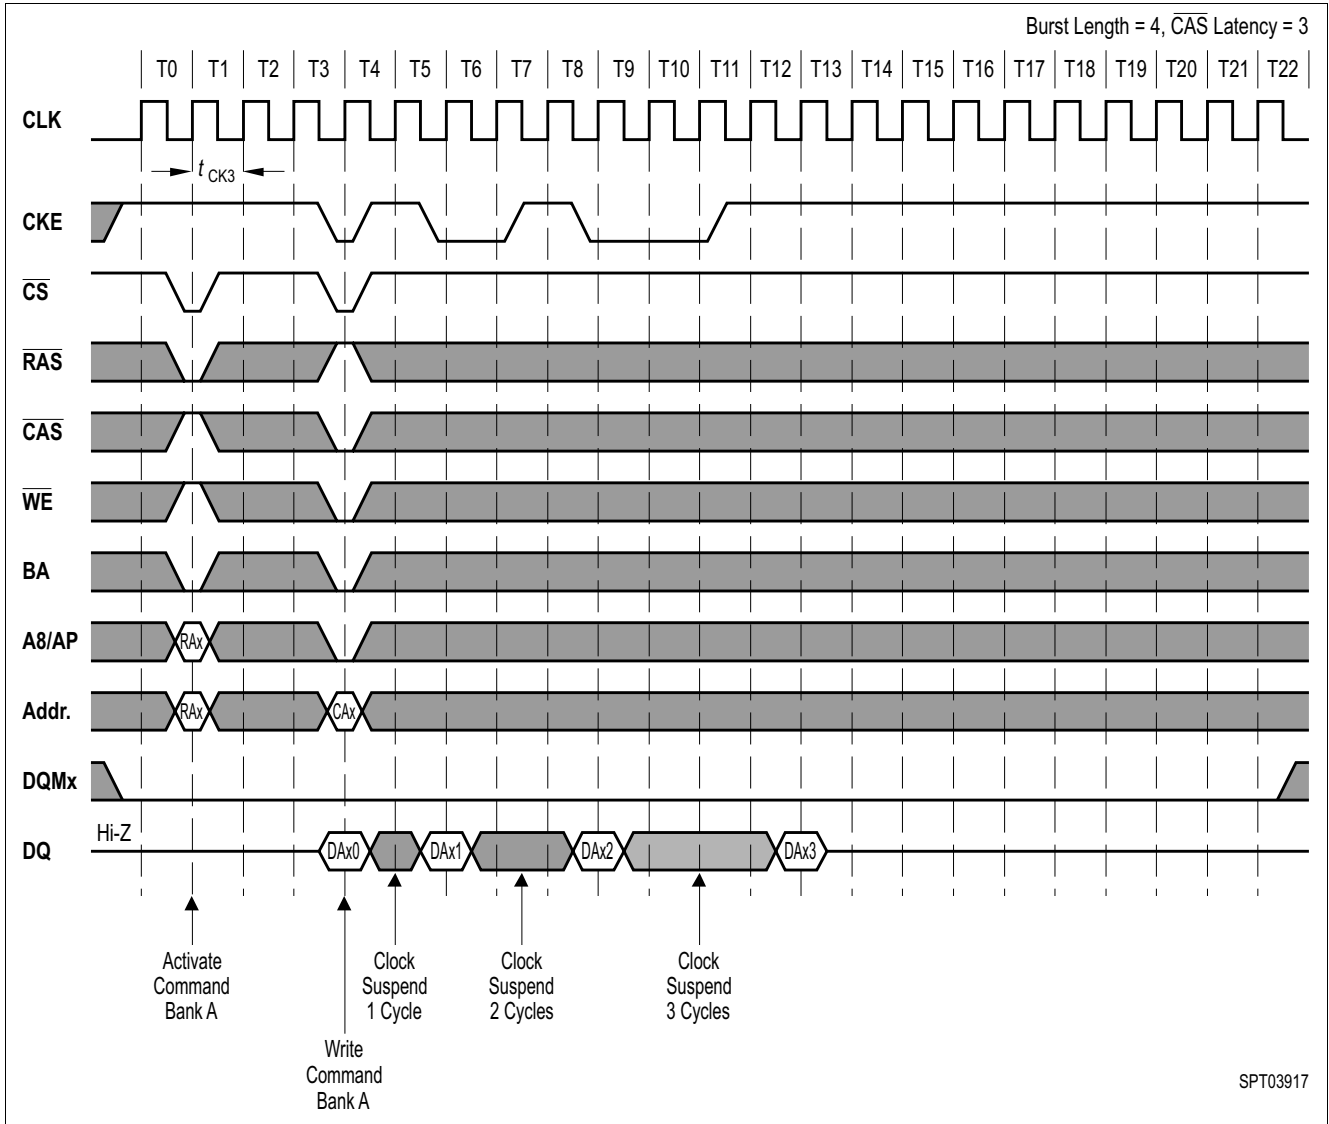 Burst Length = 4, CAS Latency = 3
T0 T1 T2 T3 T4 T5 T6 T7 T8 T9 T10 T11 T12 T13 T14 T15 T16 T17 T18 T19 T20 T21 T22
CLK
t CK3
CKE
CS
RAS
CAS
WE
BA
A8/AP RAx
Addr. RAx CAx
DQMx
Hi-Z
DQ DAx0 DAx1 DAx2 DAx3
Activate Clock Clock Clock
Command Suspend Suspend Suspend
Bank A 1 Cycle 2 Cycles 3 Cycles
Write
Command
Bank A
SPT03917